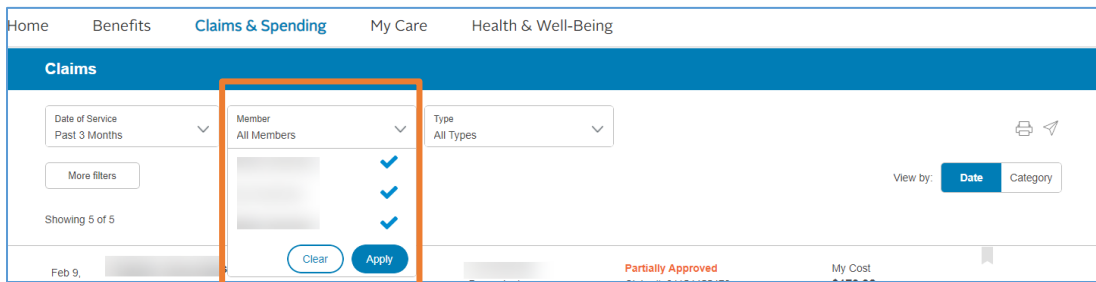 Home Benefits Claims & Spending My Care Health & Well-Being
Claims
Date of Service Member Type
Past 3 Months All Members All Types
More filters
View by: Date Category
Showing 5 of 5
Clear Apply
Feb 9, Partially Approved My Cost